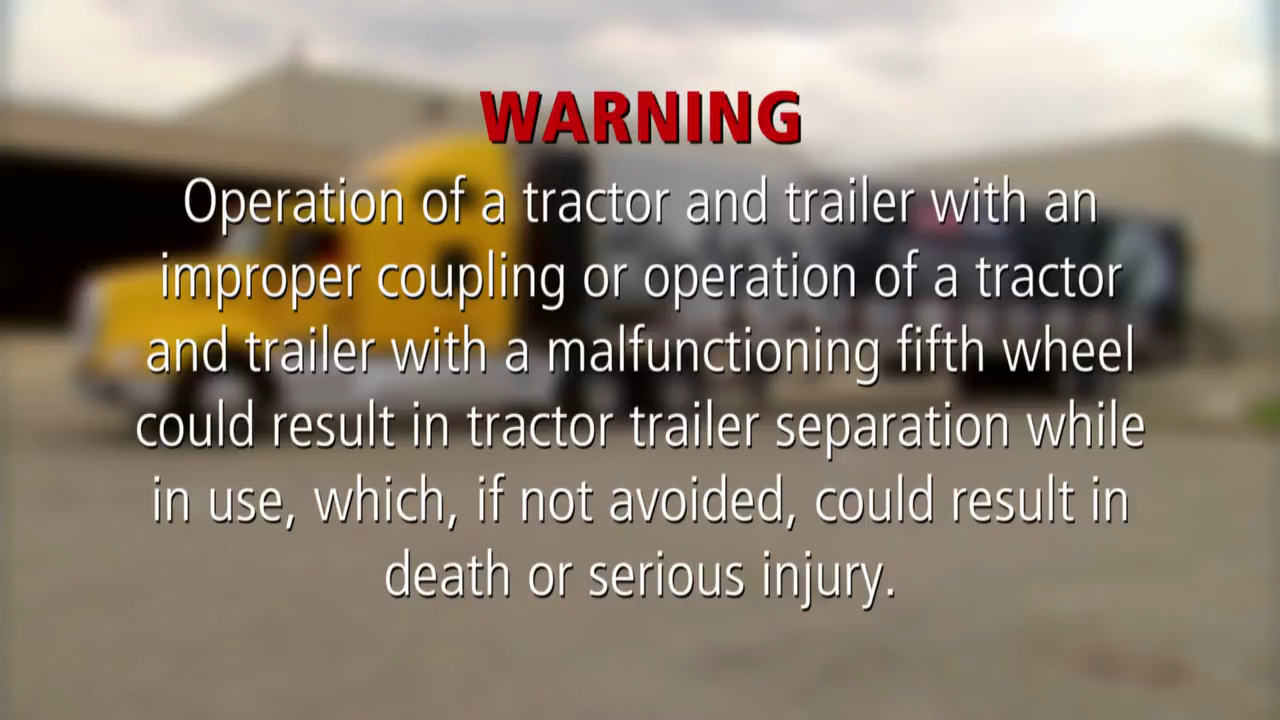 WARNING
Operation of a tractor and trailer with an
improper coupling or operation of a tractor
and trailer with a malfunctioning fifth wheel
could result in tractor trailer separation while
in use, which, if not avoided, could result in
death or serious injury.